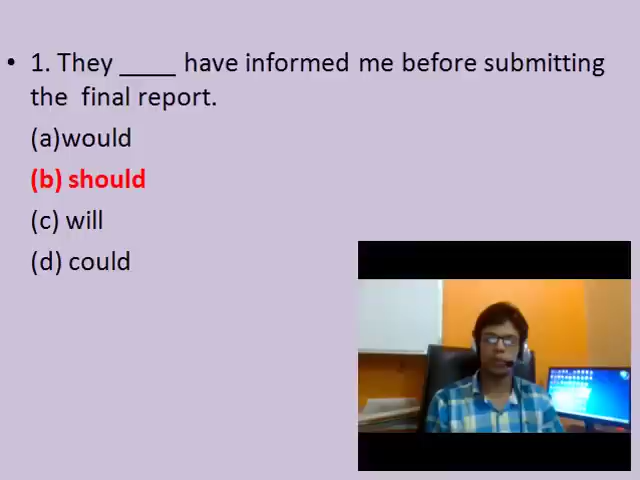 • 1. They ____ have informed me before submitting
the final report.
(a)would
(b) should
(c) will
(d) could